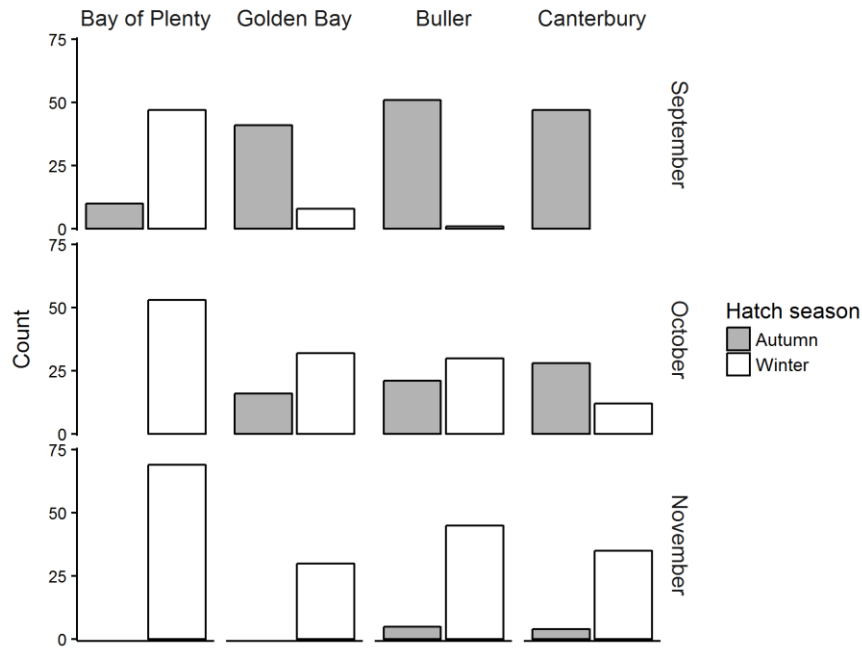 Bay of Plenty Golden Bay Buller Canterbury
75
50
25
0
September
75
50
25
0
October
75
50
25
0
November
Count
Hatch season
Autumn
Winter